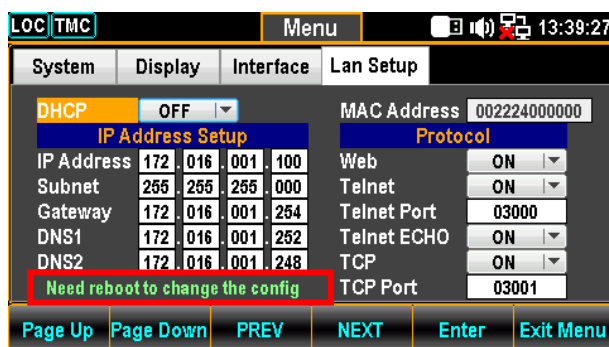 LOC TMC Menu 13:39:27
System Display Interface Lan Setup
DHCP OFF MAC Address 002224000000
IP Address Setup Protocol
IP Address 172 . 016 . 001 . 100 Web ON
Subnet 255 . 255 . 255 . 000 Telnet ON
Gateway 172 . 016 . 001 . 254 Telnet Port 03000
DNS1 172 . 016 . 001 . 252 Telnet ECHO ON
DNS2 172 . 016 . 001 . 248 TCP ON
Need reboot to change the config TCP Port 03001
Page Up Page Down PREV NEXT Enter Exit Menu